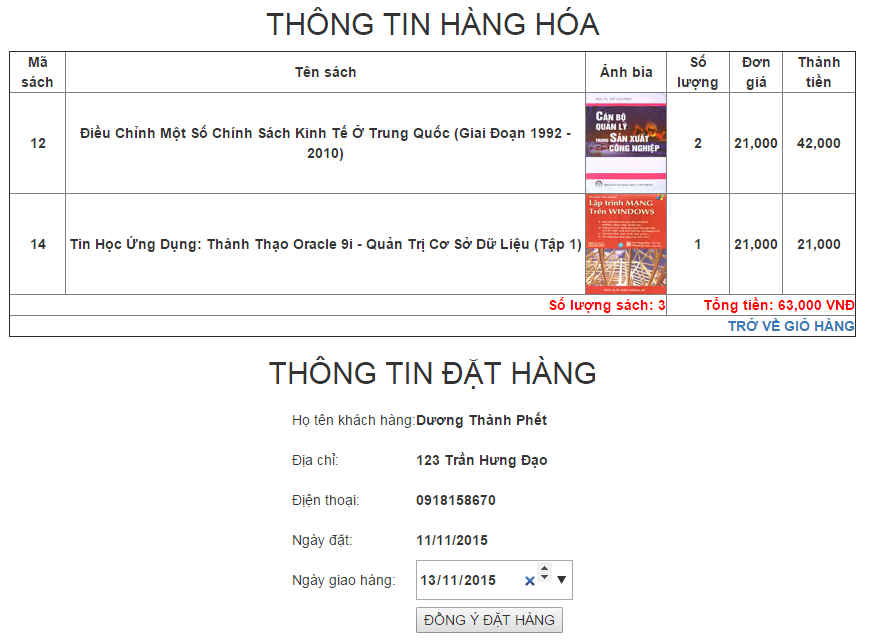 THÔNG TIN HÀNG HÓA
Mã sách Tên sách Ảnh bìa Số lượng Đơn giá Thành tiền
12 Điều Chỉnh Một Số Chính Sách Kinh Tế Ở Trung Quốc (Giai Đoạn 1992 - 2010) 2 21,000 42,000
CÁN BỘ
QUẢN LÝ
TRONG SẢN XUẤT
CÔNG NGHIỆP
14 Tin Học Ứng Dụng: Thành Thạo Oracle 9i - Quản Trị Cơ Sở Dữ Liệu (Tập 1) 1 21,000 21,000
Lập trình MẠNG
Trên WINDOWS
Số lượng sách: 3 Tổng tiền: 63,000 VNĐ
TRỞ VỀ GIỎ HÀNG
THÔNG TIN ĐẶT HÀNG
Họ tên khách hàng: Dương Thành Phết
Địa chỉ: 123 Trần Hưng Đạo
Điện thoại: 0918158670
Ngày đặt: 11/11/2015
Ngày giao hàng: 13/11/2015
ĐỒNG Ý ĐẶT HÀNG